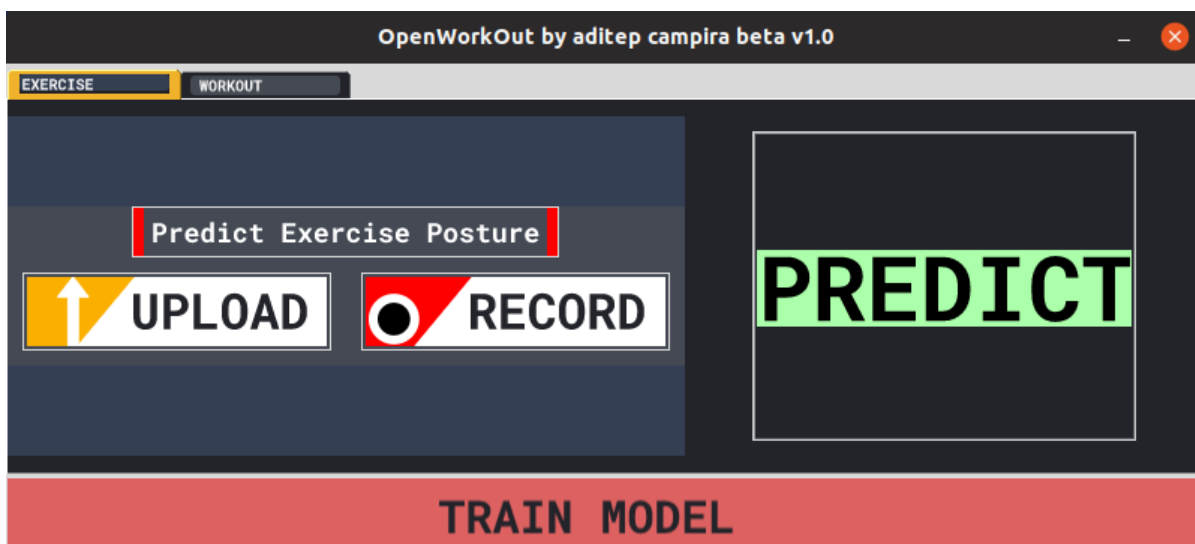 OpenWorkOut by aditep campira beta v1.0
EXERCISE
WORKOUT
Predict Exercise Posture
UPLOAD
RECORD
PREDICT
TRAIN MODEL